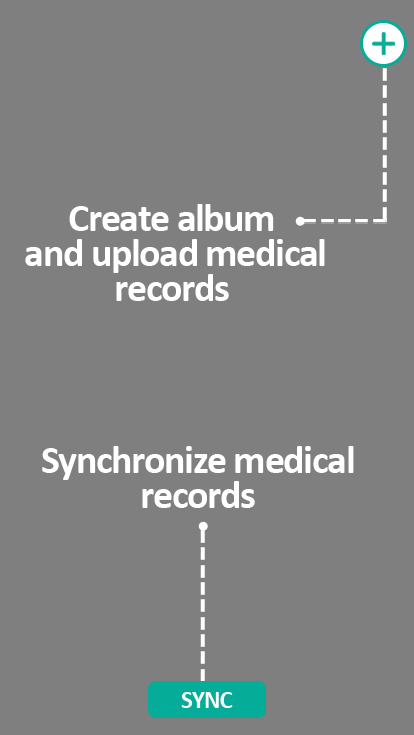 Create album
and upload medical
records
Synchronize medical
records
SYNC